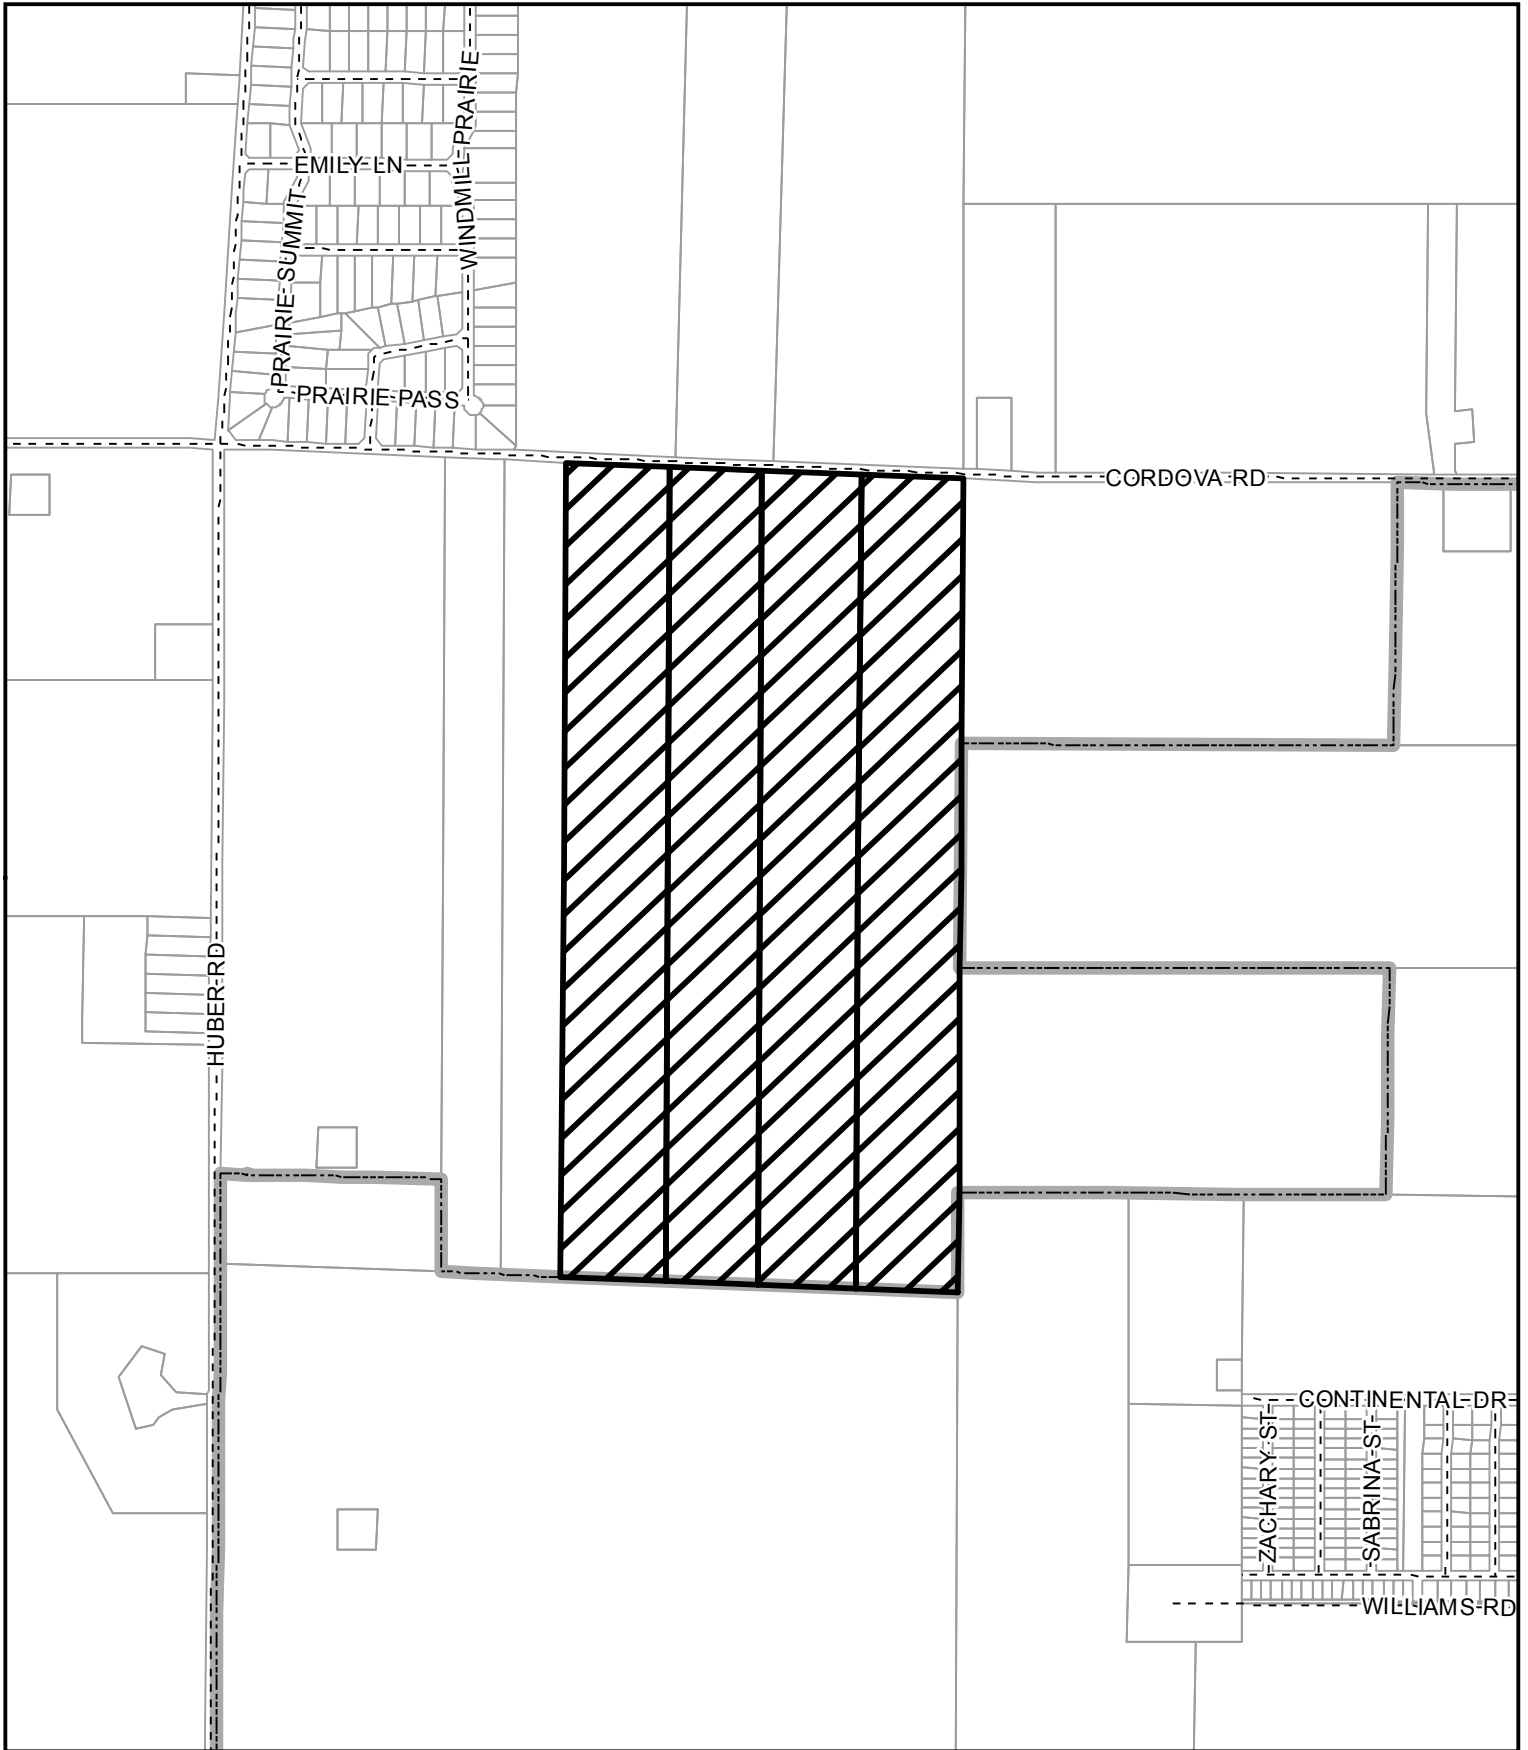 WINDMILL PRAIRIE
EMILY LN
PRAIRIE SUMMIT
PRAIRIE PASS
CORDOVA RD
HUBER RD
CONTINENTAL DR
ZACHARY ST
SABRINA ST
WILLIAMS RD